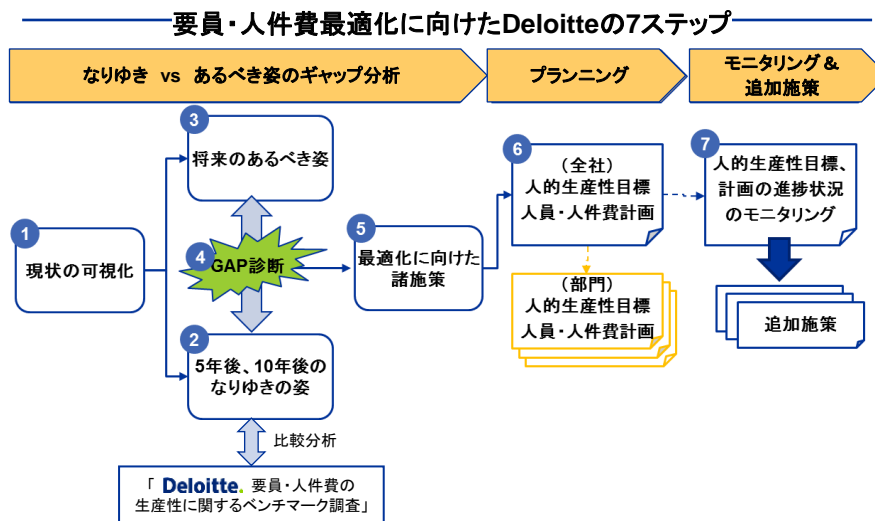 要員・人件費最適化に向けたDeloitteの7ステップ
なりゆき vs あるべき姿のギャップ分析
プランニング
モニタリング＆
追加施策
1
現状の可視化
3
将来のあるべき姿
4
GAP診断
2
5年後、10年後の
なりゆきの姿
比較分析
「 Deloitte. 要員・人件費の
生産性に関するベンチマーク調査」
5
最適化に向けた
諸施策
6
（全社）
人的生産性目標
人員・人件費計画
（部門）
人的生産性目標
人員・人件費計画
7
人的生産性目標、
計画の進捗状況
のモニタリング
追加施策